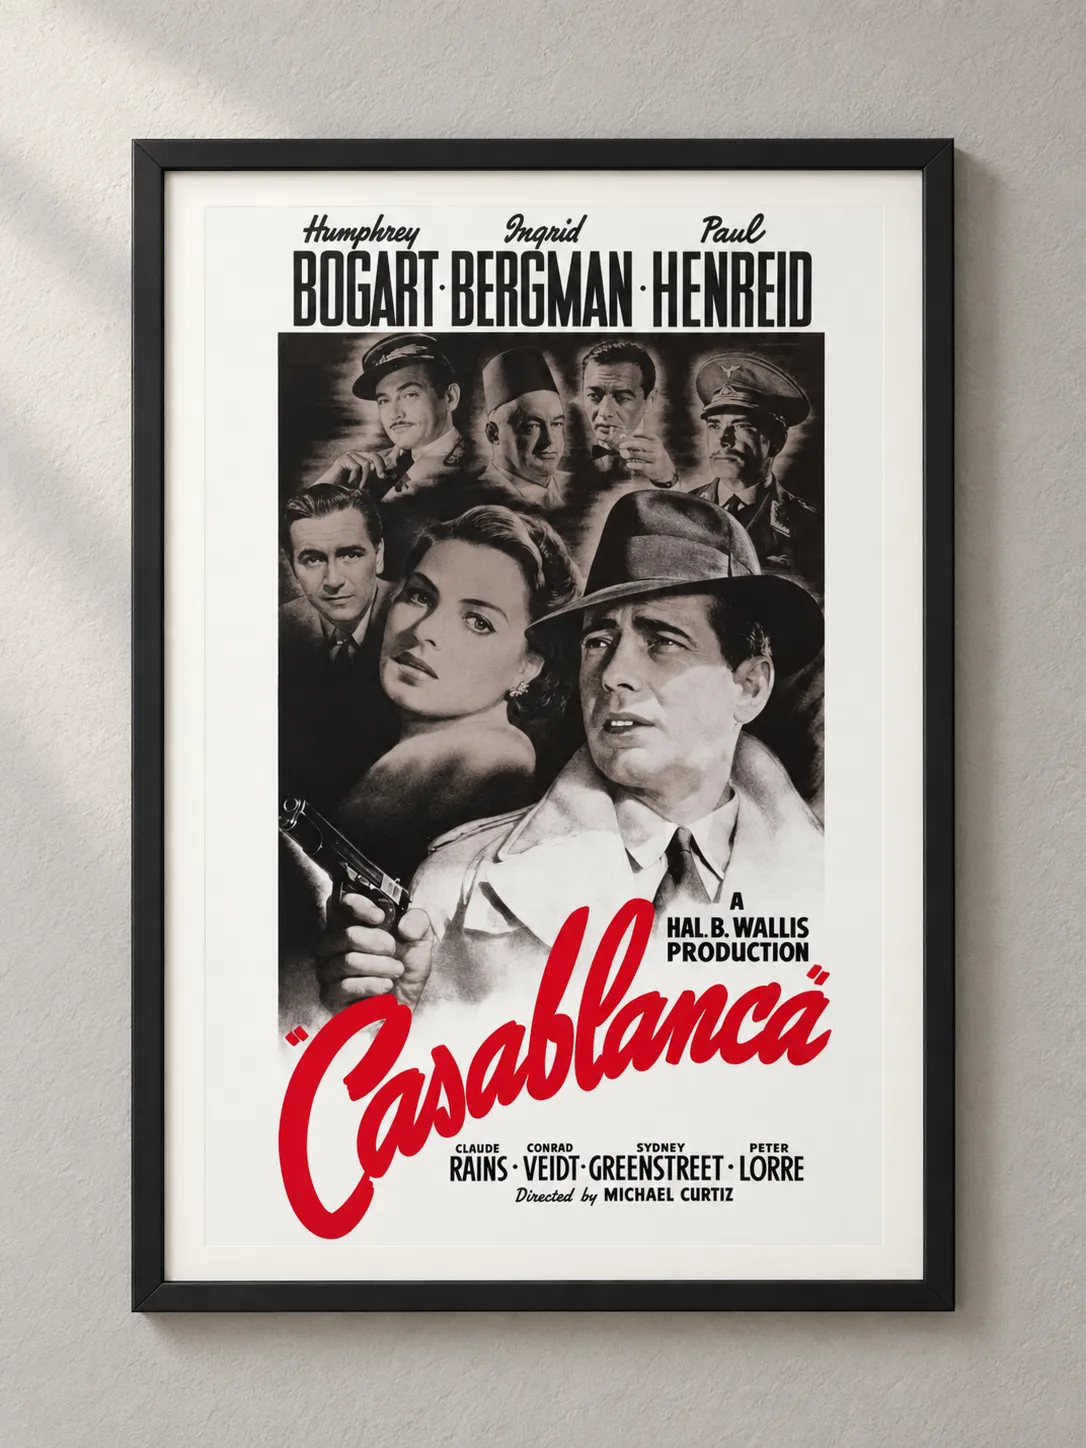 Humphrey Ingrid Paul
BOGART · BERGMAN · HENREID
A
HAL. B. WALLIS
PRODUCTION
"Casablanca"
CLAUDE CONRAD SYDNEY PETER
RAINS · VEIDT · GREENSTREET · LORRE
Directed by MICHAEL CURTIZ